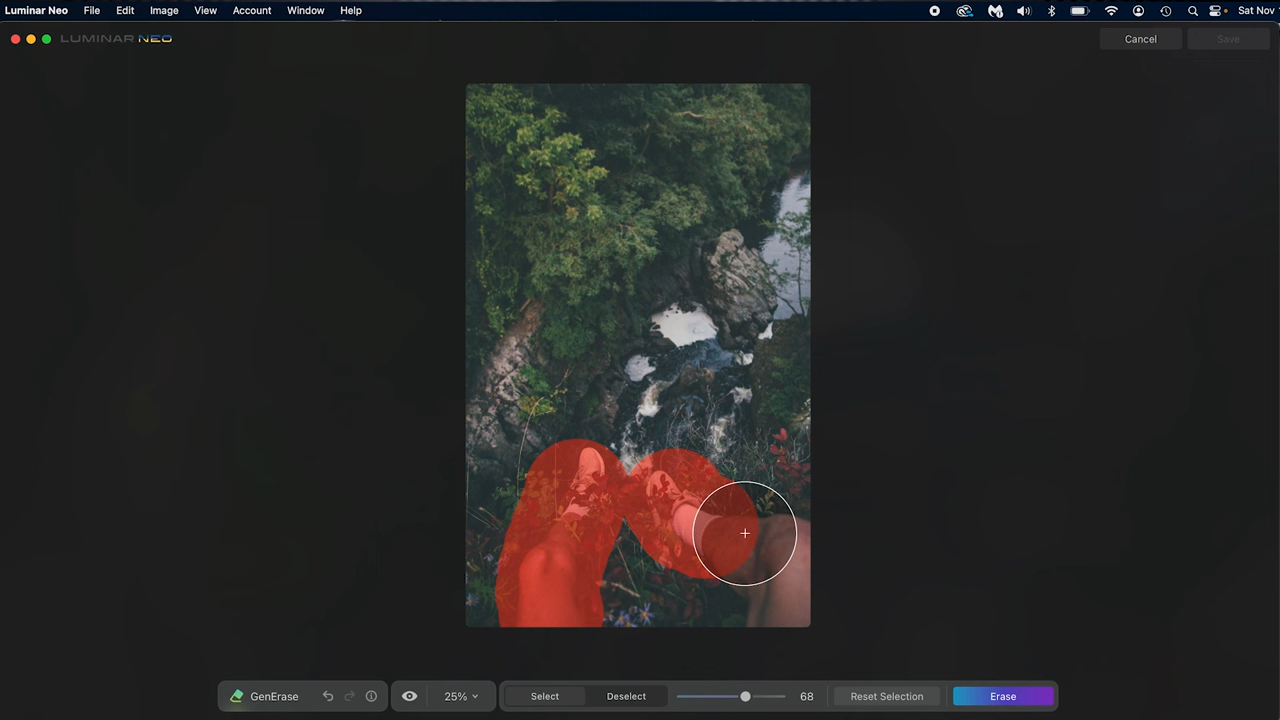 Luminar Neo File Edit Image View Account Window Help Sat Nov
LUMINAR NEO Cancel Save
GenErase 25% Select Deselect 68 Reset Selection Erase